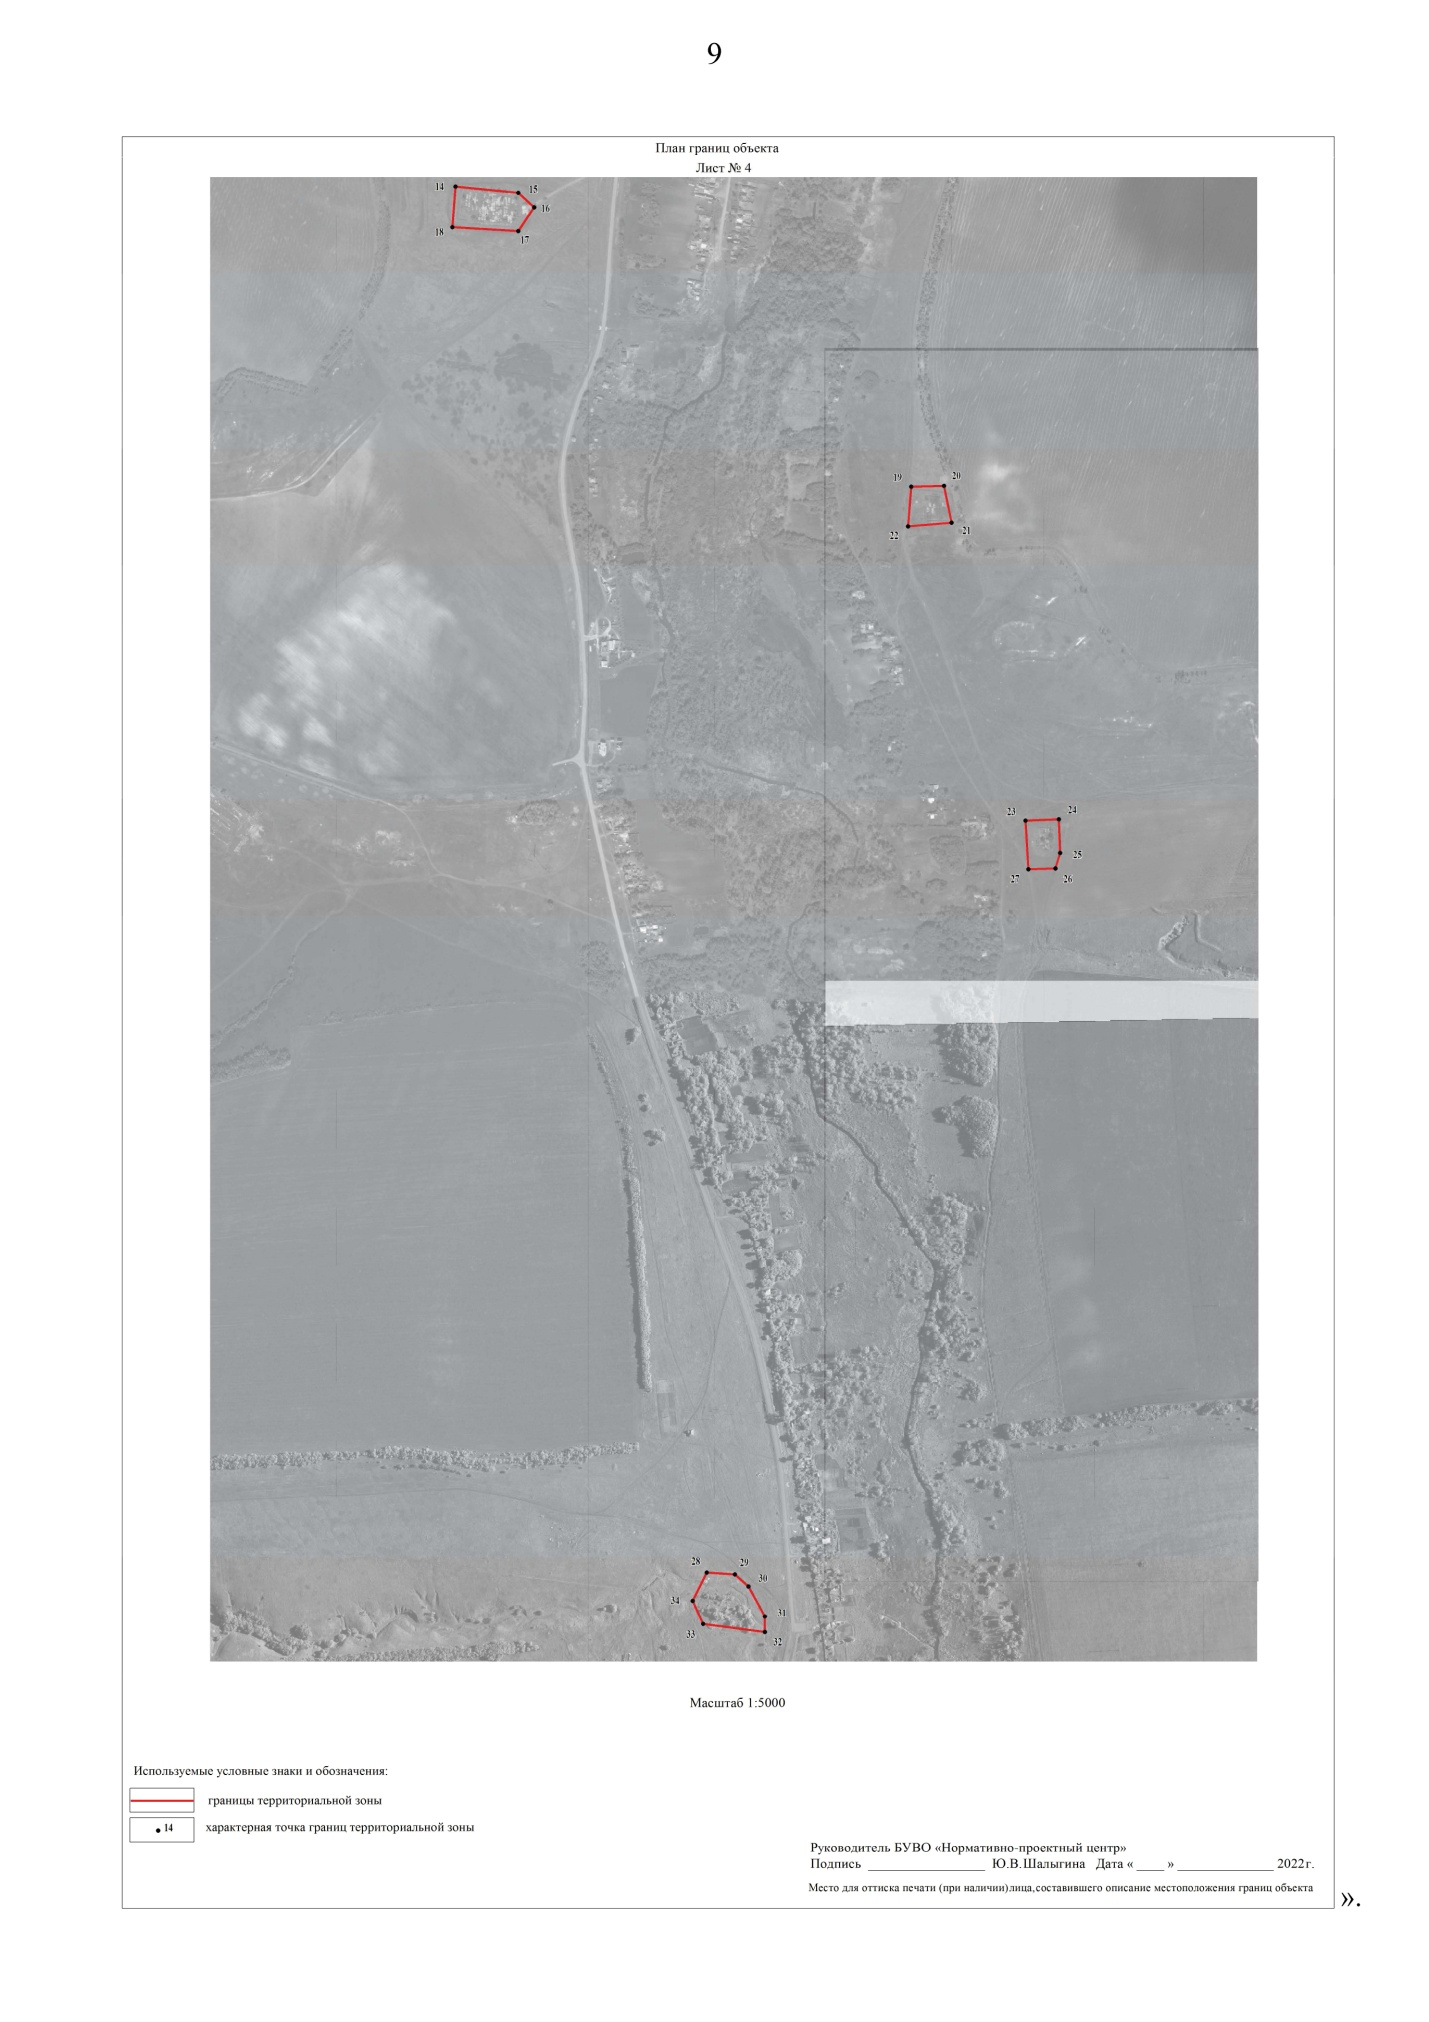 9
План границ объекта
Лист № 4
14
15
16
18
17
19
20
22
21
23
24
25
27
26
28
29
30
34
31
33
32
Масштаб 1:5000
Используемые условные знаки и обозначения:
границы территориальной зоны
14 характерная точка границ территориальной зоны
Руководитель БУВО «Нормативно-проектный центр»
Подпись __________________ Ю.В.Шалыгина Дата « ____ » _______________ 2022г.
Место для оттиска печати (при наличии)лица,составившего описание местоположения границ объекта
».